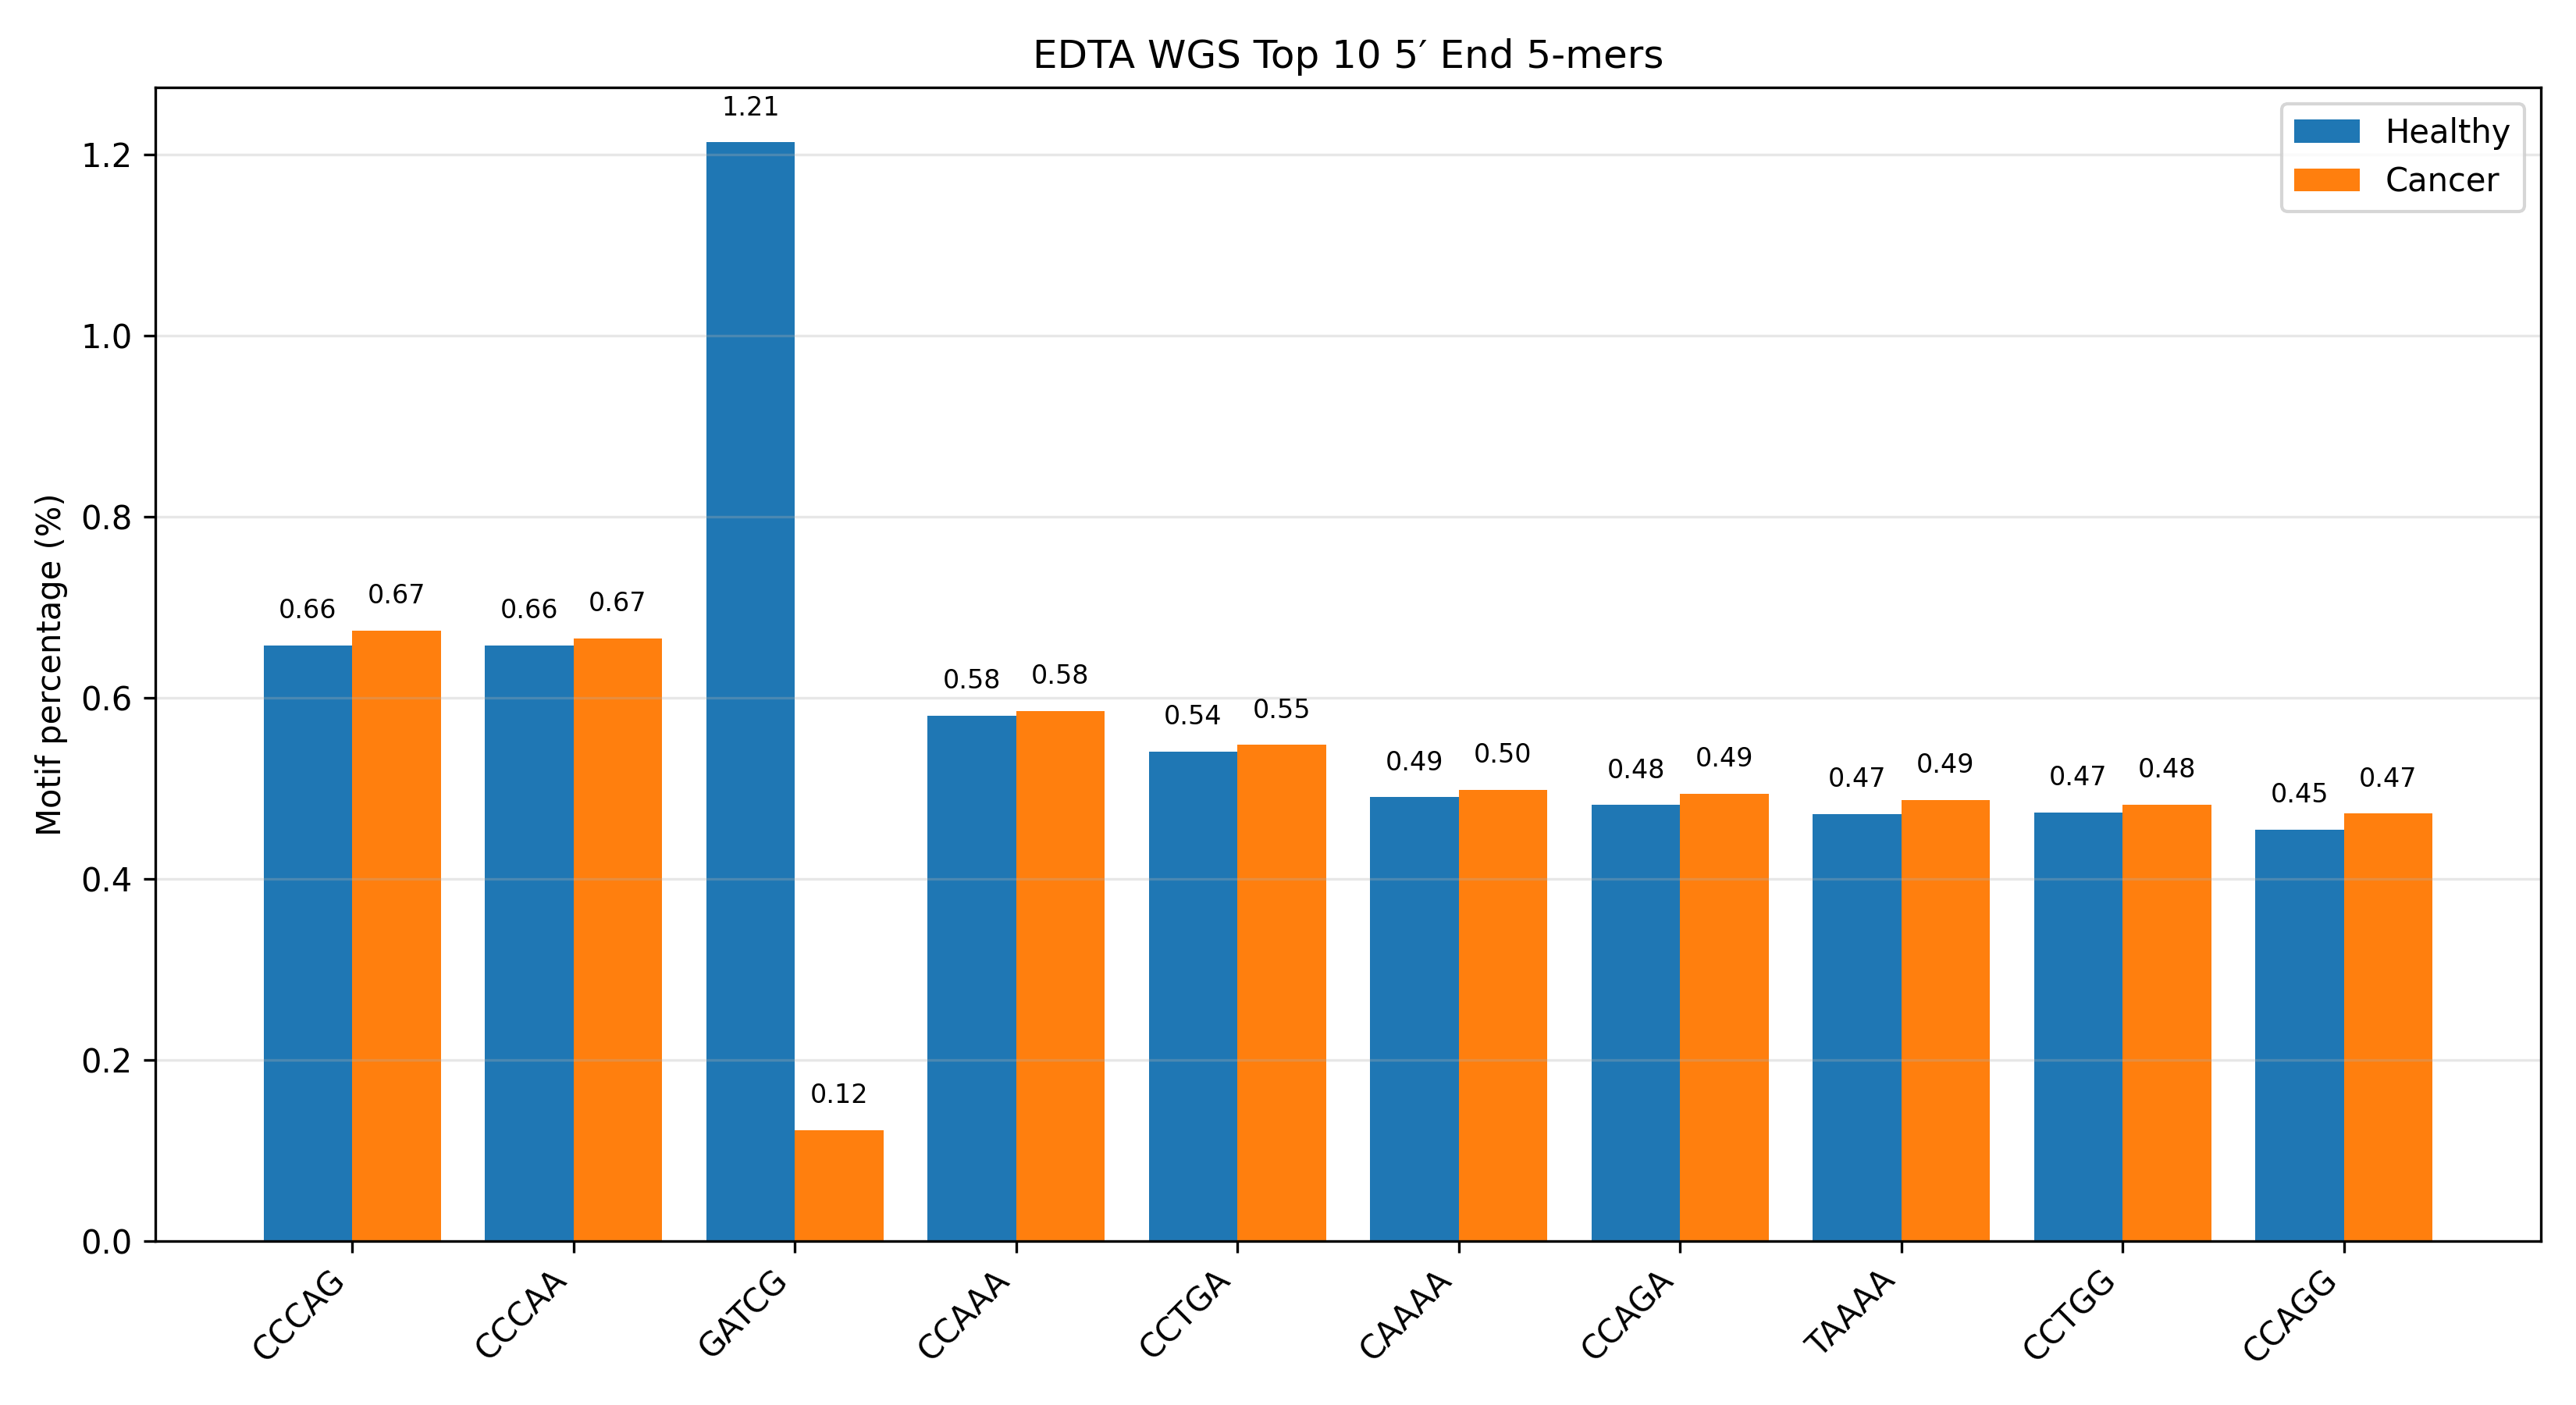 EDTA WGS Top 10 5′ End 5-mers
Healthy
Cancer
Motif percentage (%)
1.2
1.0
0.8
0.6
0.4
0.2
0.0
0.66 0.67
0.66 0.67
1.21 0.12
0.58 0.58
0.54 0.55
0.49 0.50
0.48 0.49
0.47 0.49
0.47 0.48
0.45 0.47
CCCAG
CCCAA
GATCG
CCAAA
CCTGA
CAAAA
CCAGA
TAAAA
CCTGG
CCAGG